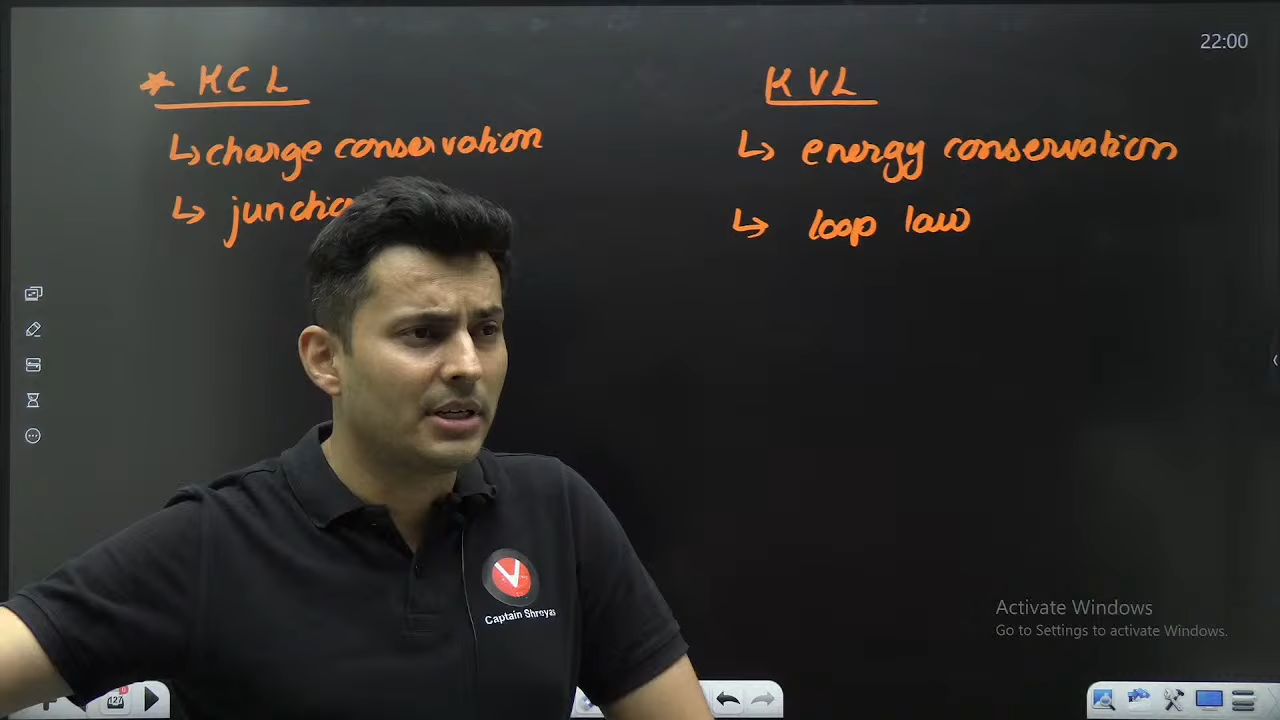 22:00
* KCL
KVL
↳ charge conservation
↳ energy conservation
↳
↳ loop law
V
Captain Shreyas
Activate Windows
Go to Settings to activate Windows.
127